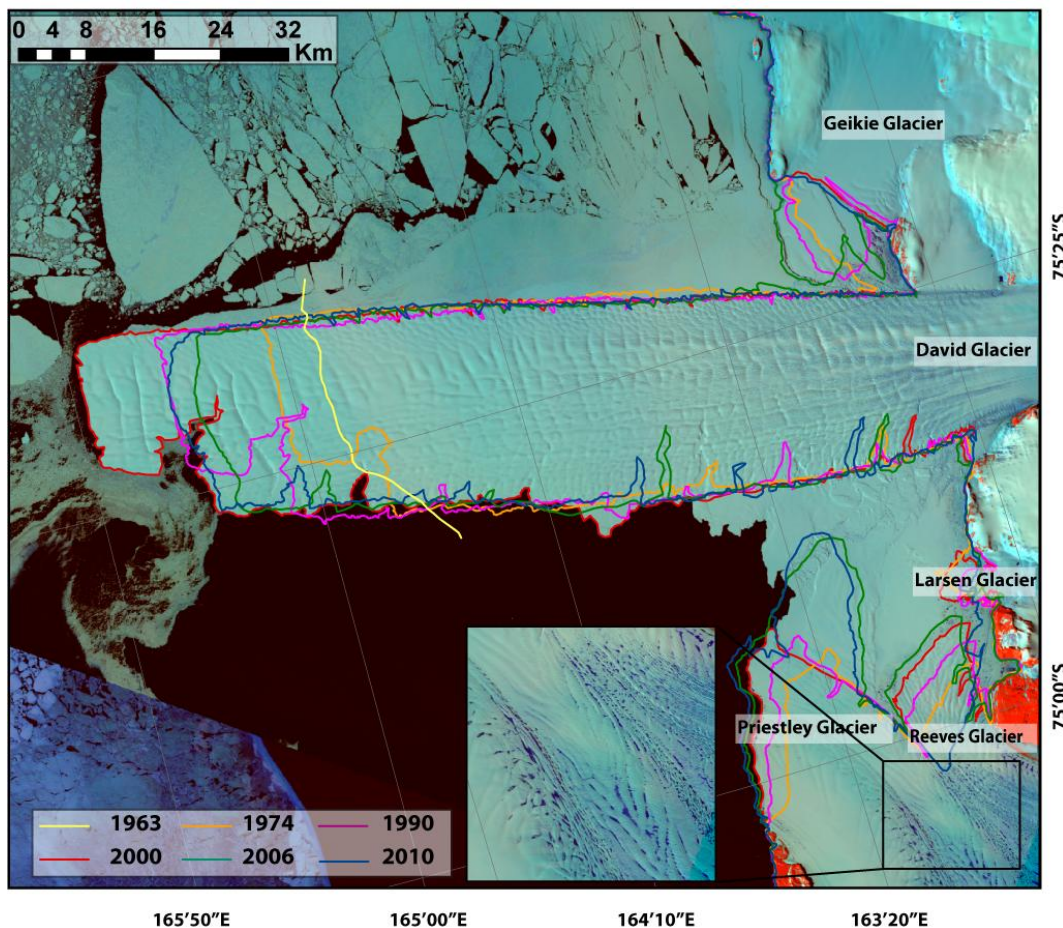 0 4 8 16 24 32
Km
Geikie Glacier
75'25"S
David Glacier
Larsen Glacier
75'00"S
Priestley Glacier
Reeves Glacier
1963 1974 1990
2000 2006 2010
165'50"E 165'00"E 164'10"E 163'20"E